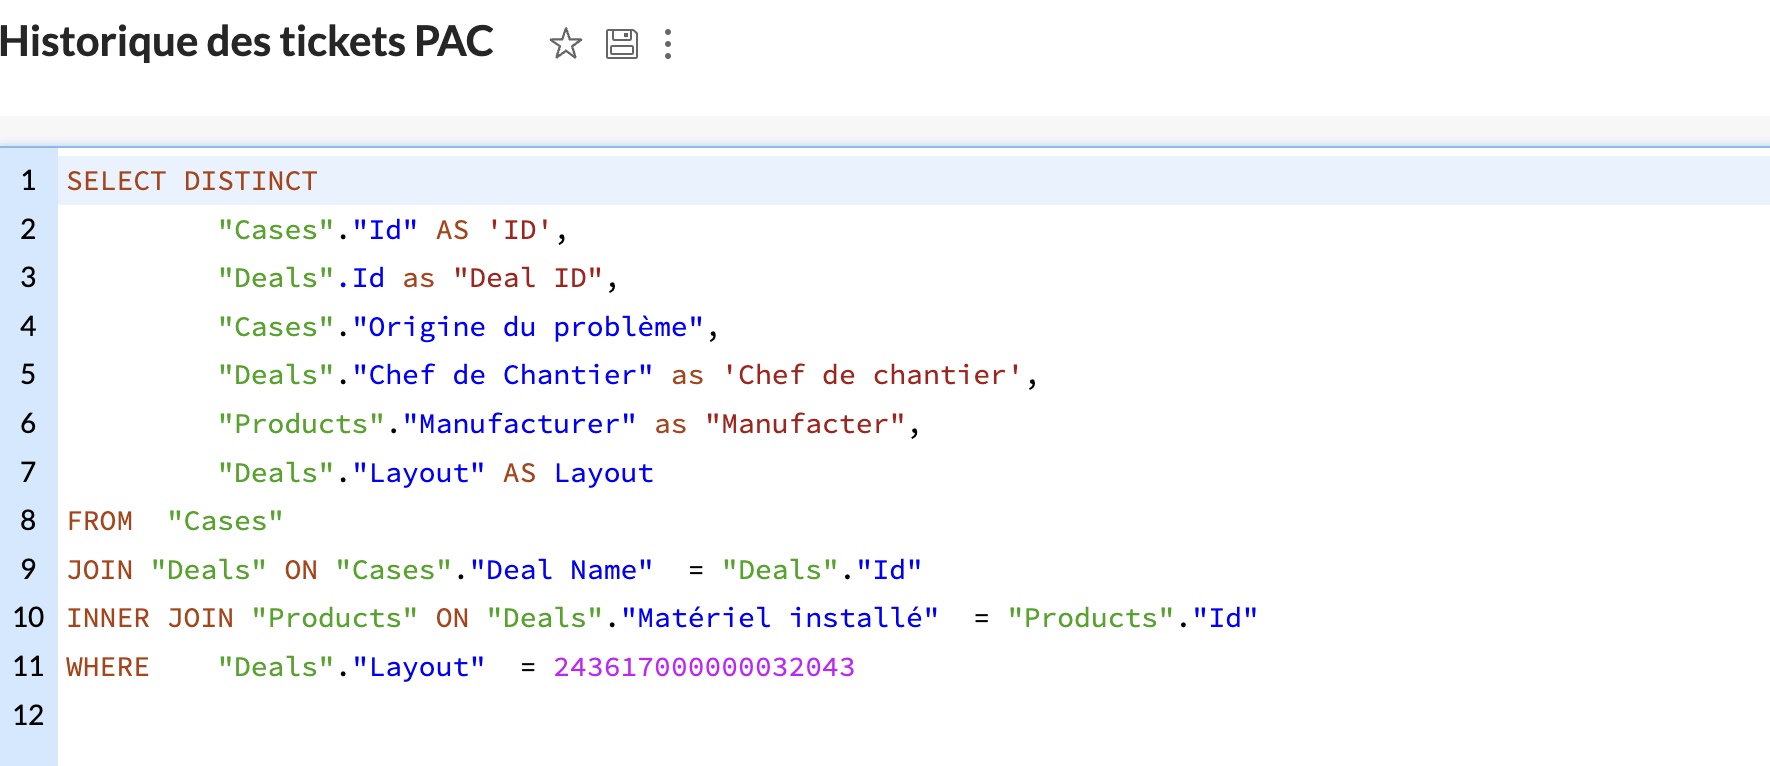 Historique des tickets PAC
1 SELECT DISTINCT
2 "Cases"."Id" AS 'ID',
3 "Deals".Id as "Deal ID",
4 "Cases"."Origine du problème",
5 "Deals"."Chef de Chantier" as 'Chef de chantier',
6 "Products"."Manufacturer" as "Manufacter",
7 "Deals"."Layout" AS Layout
8 FROM "Cases"
9 JOIN "Deals" ON "Cases"."Deal Name" = "Deals"."Id"
10 INNER JOIN "Products" ON "Deals"."Matériel installé" = "Products"."Id"
11 WHERE "Deals"."Layout" = 243617000000032043
12